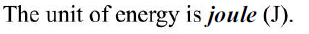 The unit of energy is joule (J).